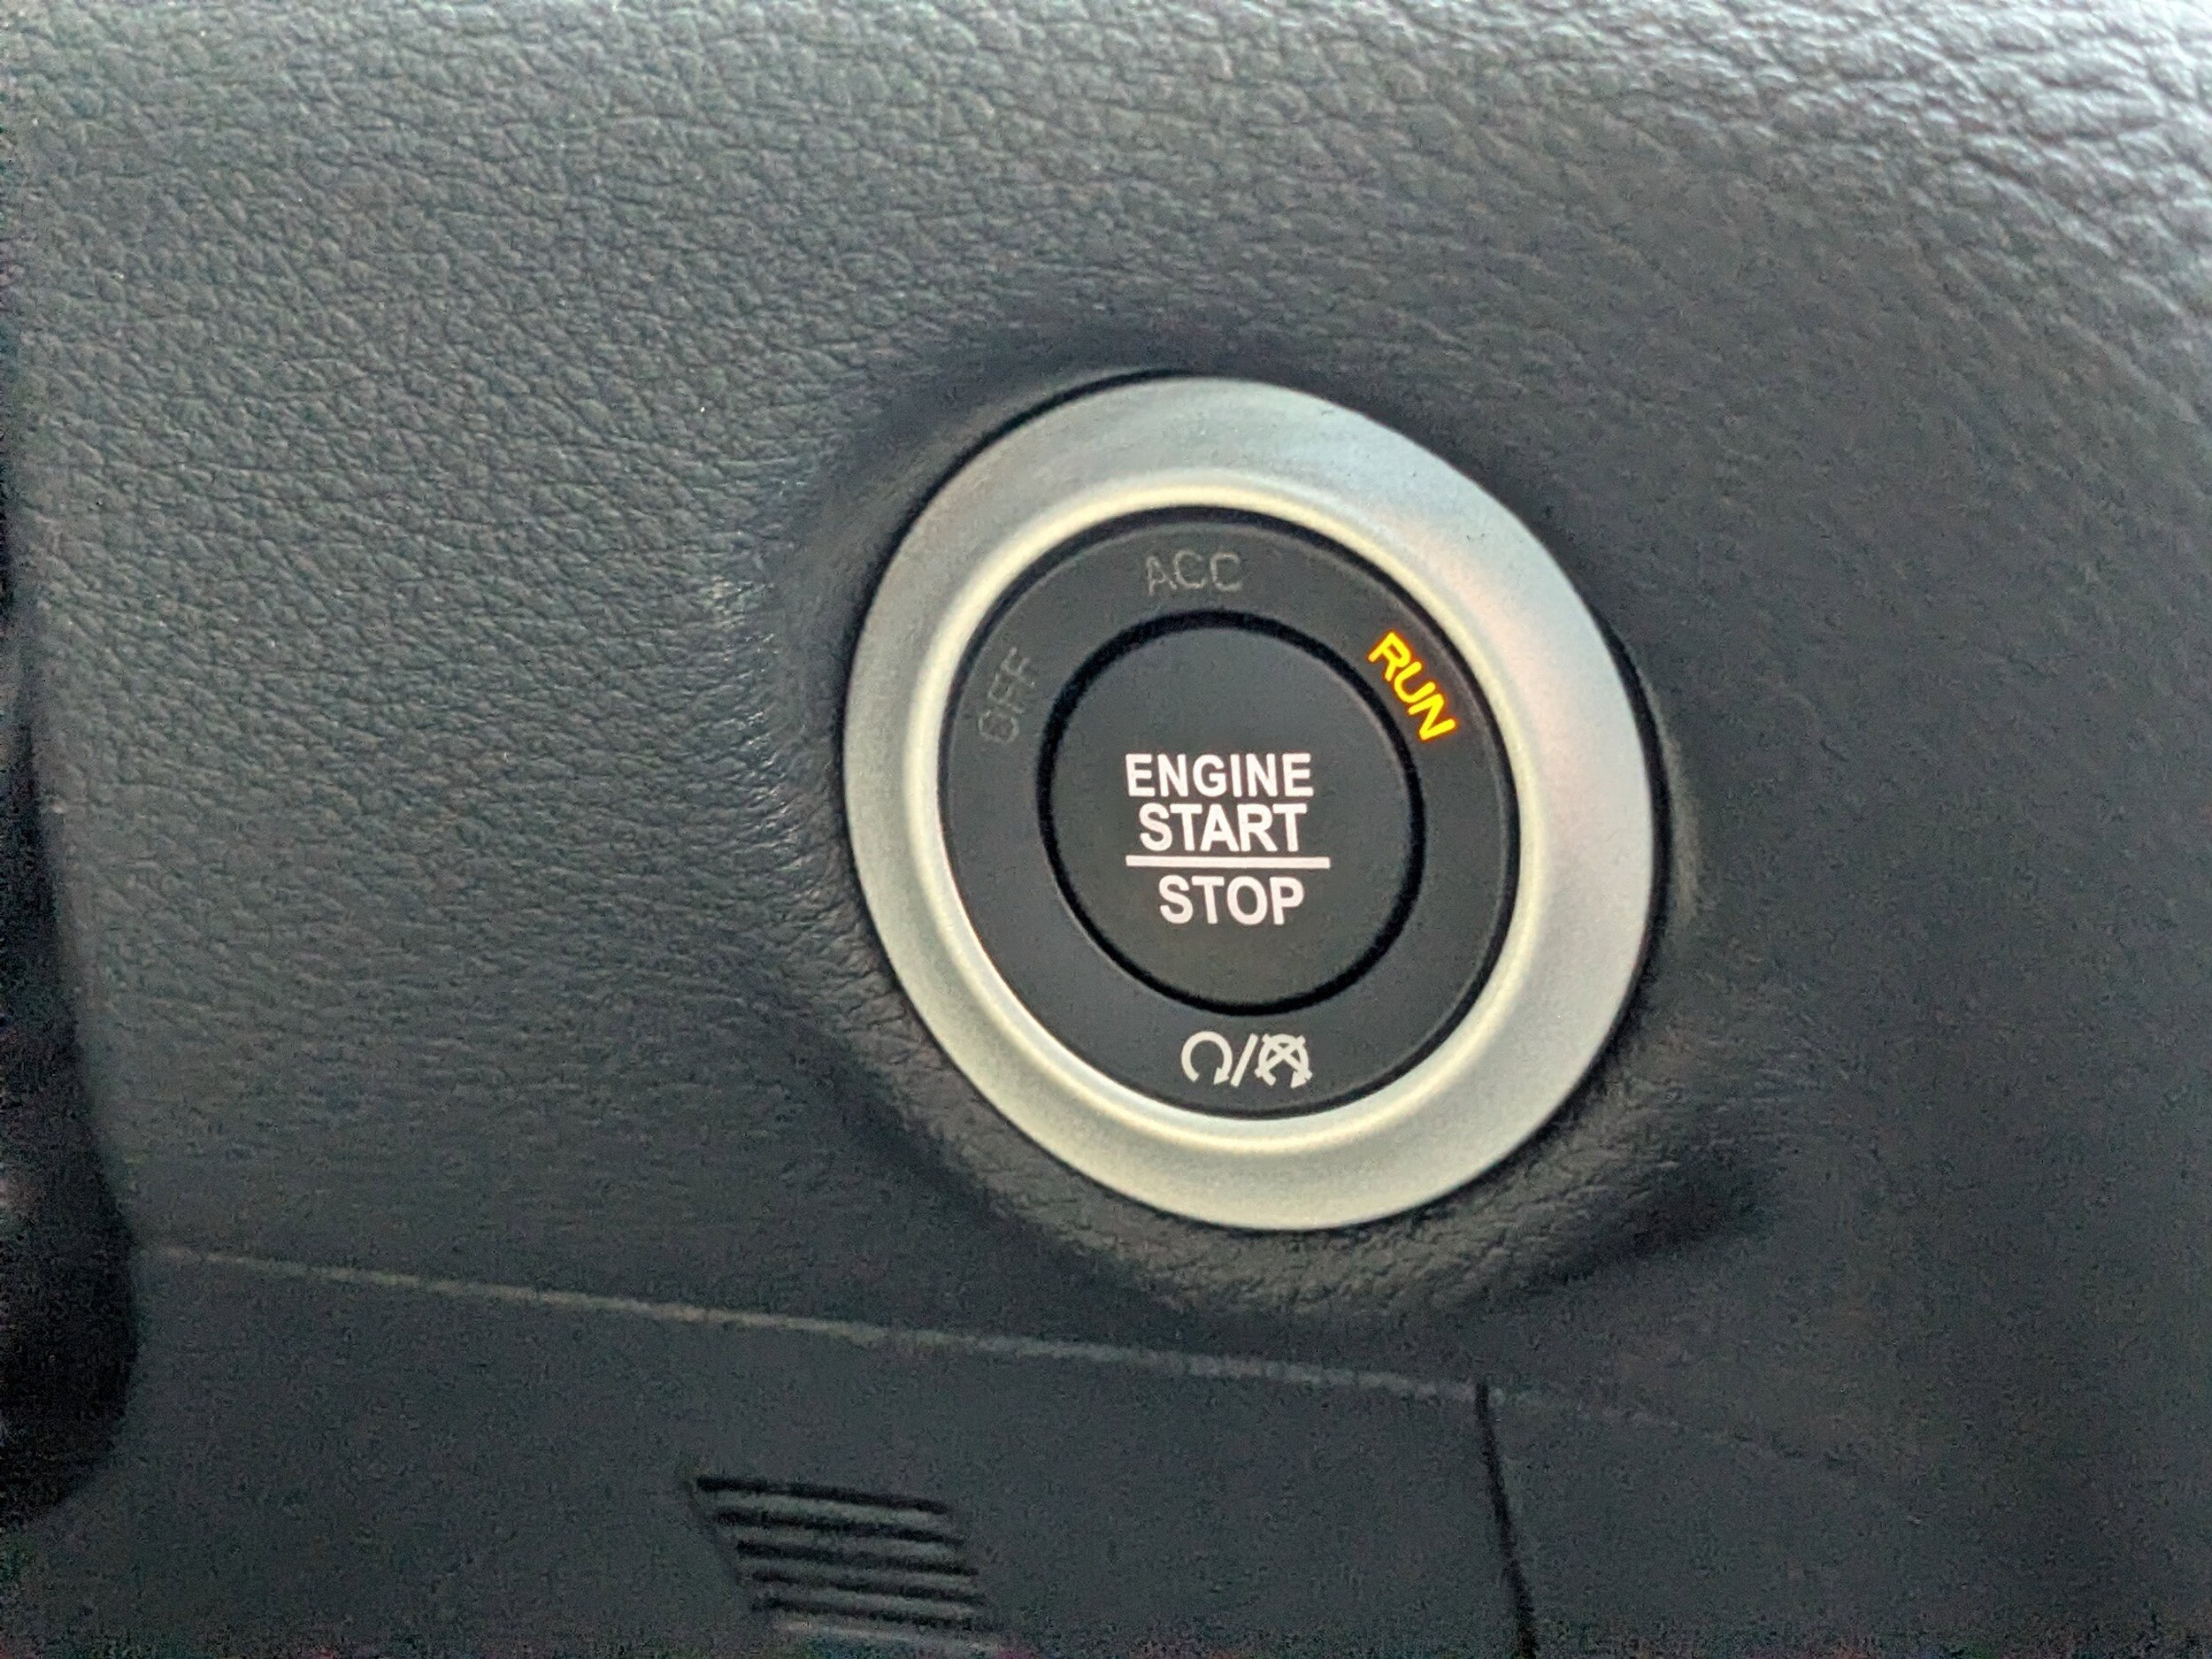 ACC
OFF
RUN
ENGINE
START
STOP